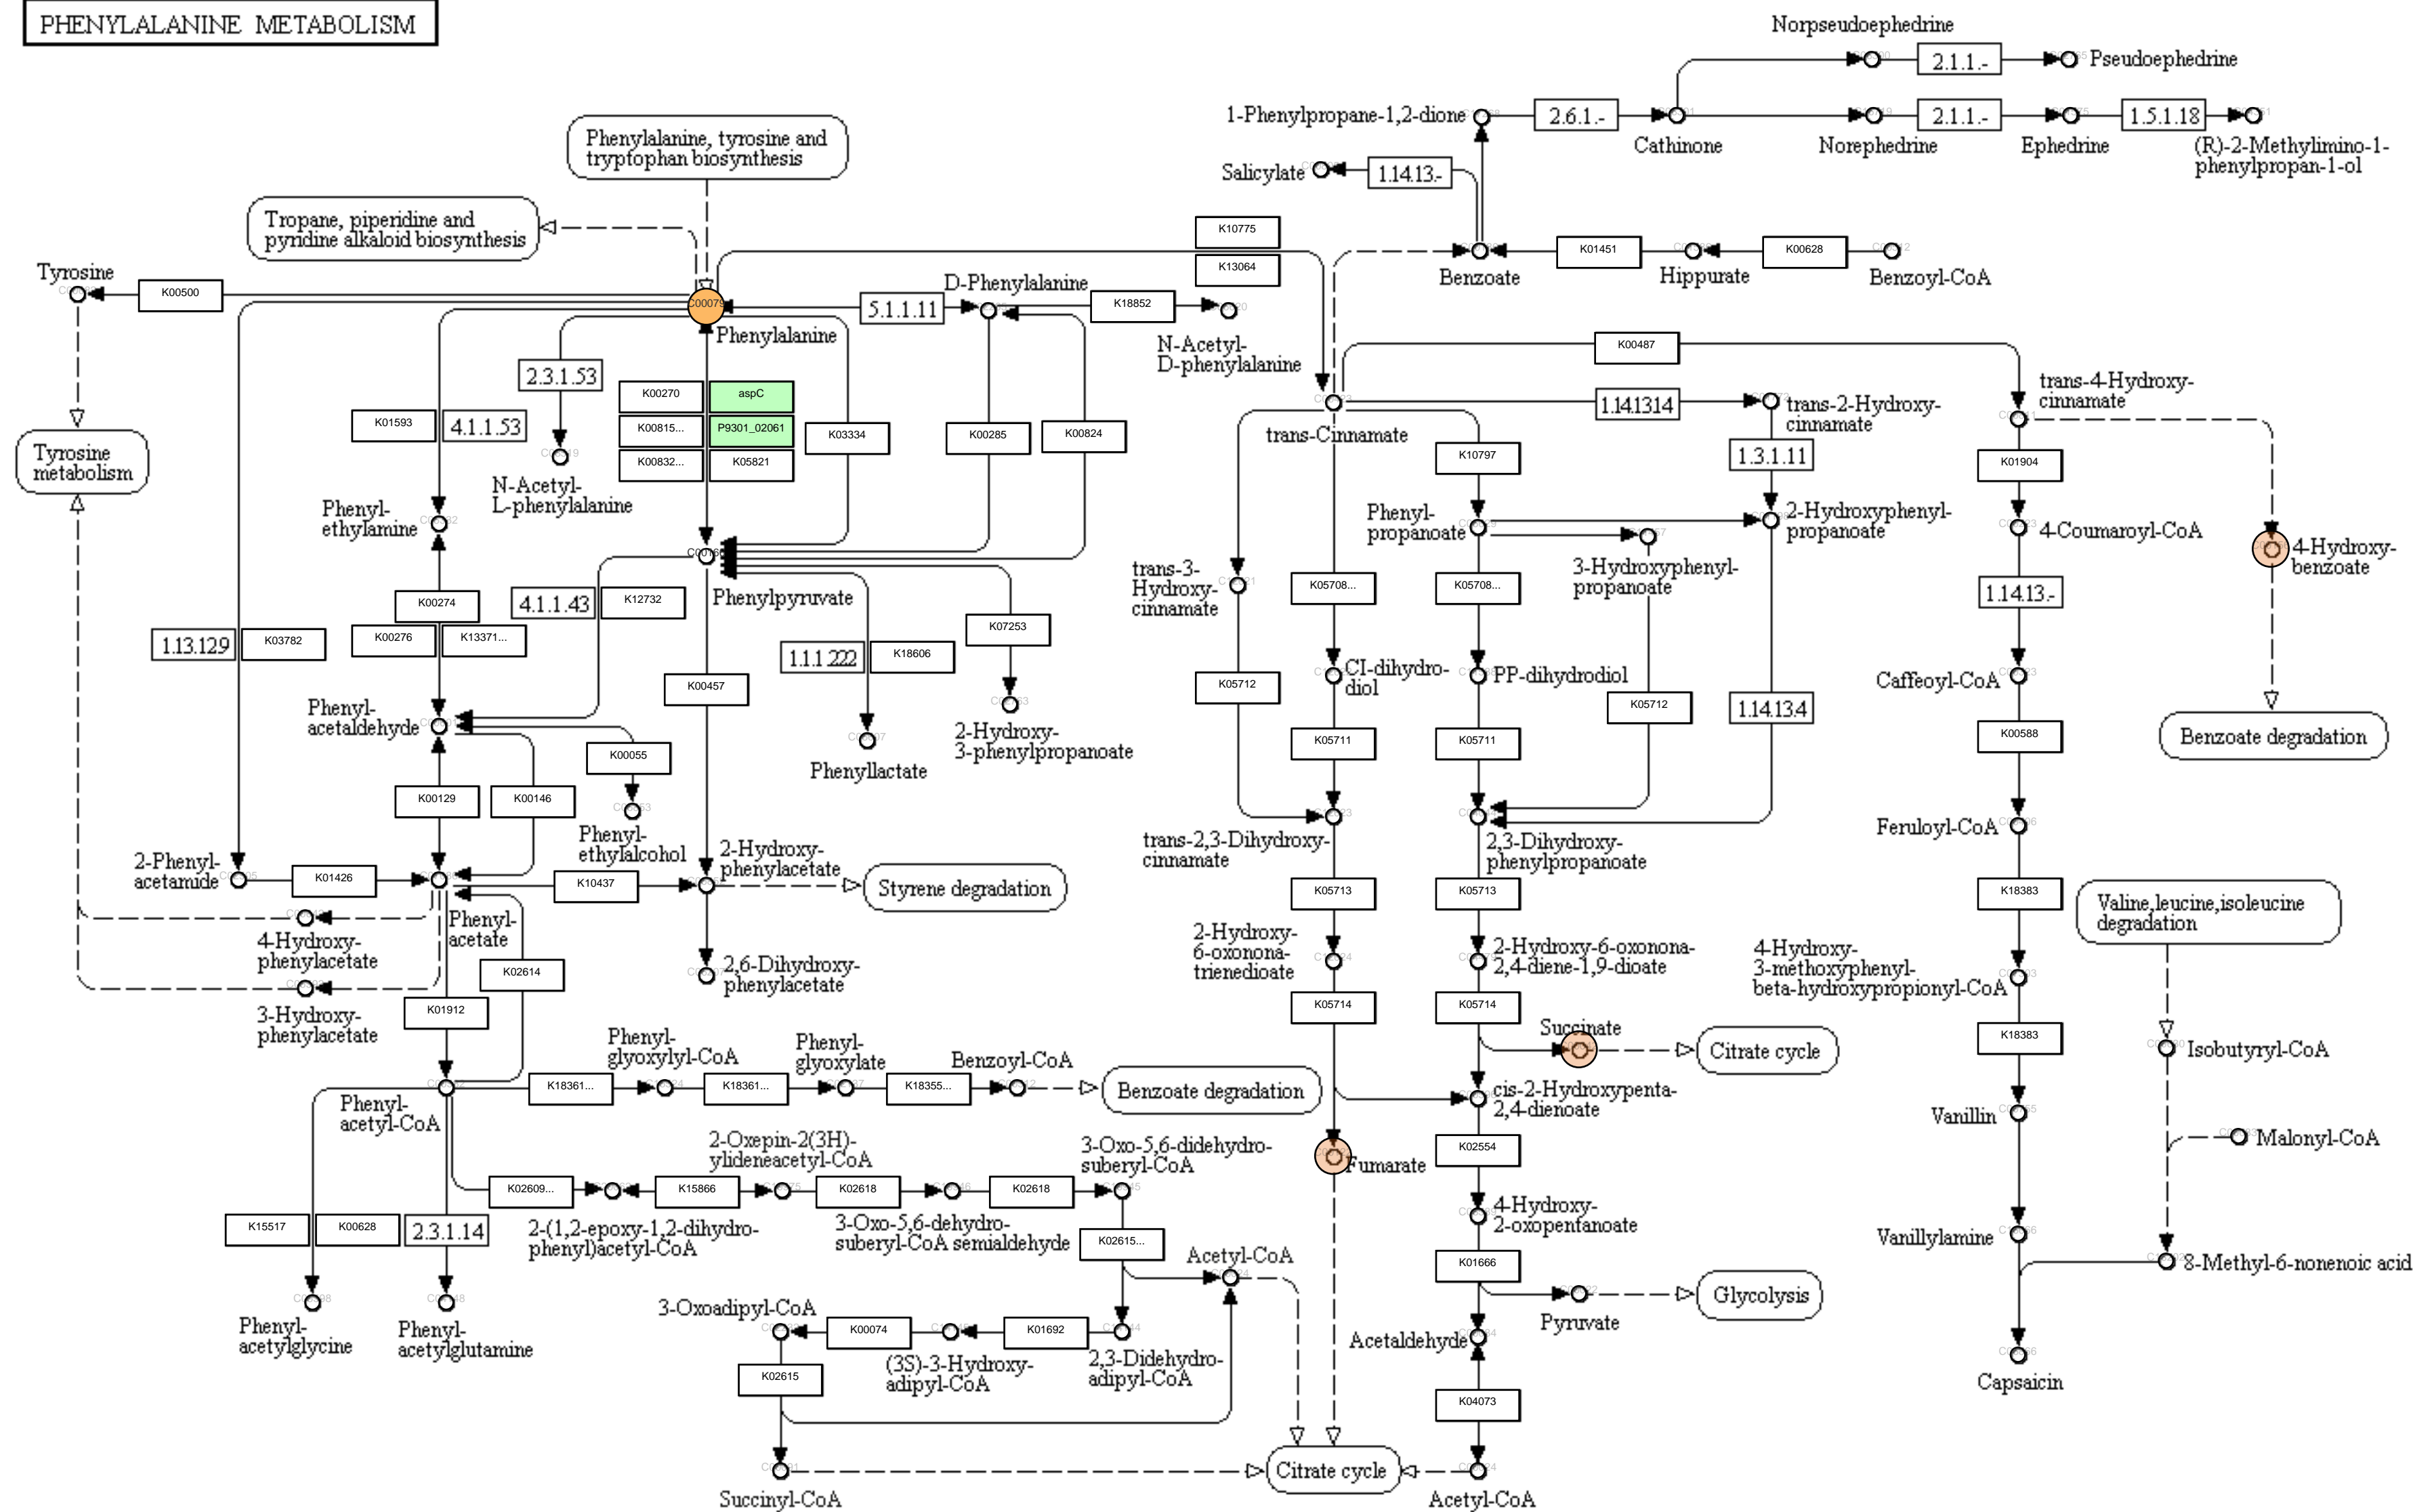 PHENYLALANINE METABOLISM
Norpseudoephedrine
2.1.1.-
Pseudoephedrine
1-Phenylpropane-1,2-dione
2.6.1.-
Cathinone
2.1.1.-
Norephedrine
Ephedrine
1.5.1.18
(R)-2-Methylimino-1-
phenylpropan-1-ol
Salicylate
1.14.13.-
Phenylalanine, tyrosine and
tryptophan biosynthesis
Tropane, piperidine and
pyridine alkaloid biosynthesis
K10775
K13064
Benzoate
K01451
Hippurate
K00628
Benzoyl-CoA
Tyrosine
K00500
C00079
Phenylalanine
5.1.1.11
D-Phenylalanine
K18852
N-Acetyl-
D-phenylalanine
K00487
2.3.1.53
K00270
aspC
K00815...
P9301_02061
K00832...
K05821
K03334
K00285
K00824
K01593
4.1.1.53
Tyrosine
metabolism
N-Acetyl-
L-phenylalanine
trans-Cinnamate
1.14.1314
trans-2-Hydroxy-
cinnamate
trans-4-Hydroxy-
cinnamate
K10797
1.3.1.11
K01904
Phenyl-
ethylamine
Phenyl-
propanoate
2-Hydroxyphenyl-
propanoate
4-Coumaroyl-CoA
4-Hydroxy-
benzoate
3-Hydroxyphenyl-
propanoate
trans-3-
Hydroxy-
cinnamate
K05708...
K05708...
1.14.13.-
Phenylpyruvate
K00274
4.1.1.43
K12732
K00276
K13371...
1.13.129
K03782
1.1.1.222
K18606
K07253
K00457
K05712
CI-dihydro-
diol
PP-dihydrodiol
K05712
1.14.13.4
Caffeoyl-CoA
Phenyl-
acetaldehyde
K00055
Phenyllactate
2-Hydroxy-
3-phenylpropanoate
K05711
K05711
K00588
Benzoate degradation
K00129
K00146
Phenyl-
ethylalcohol
Feruloyl-CoA
trans-2,3-Dihydroxy-
cinnamate
2,3-Dihydroxy-
phenylpropanoate
2-Phenyl-
acetamide
K01426
K10437
2-Hydroxy-
phenylacetate
Styrene degradation
K05713
K05713
K18383
Valine,leucine,isoleucine
degradation
Phenyl-
acetate
4-Hydroxy-
phenylacetate
3-Hydroxy-
phenylacetate
K02614
K01912
2,6-Dihydroxy-
phenylacetate
2-Hydroxy-
6-oxonona-
trienedioate
2-Hydroxy-6-oxonona-
2,4-diene-1,9-dioate
4-Hydroxy-
3-methoxyphenyl-
beta-hydroxypropionyl-CoA
K05714
K05714
K18383
Succinate
Citrate cycle
Isobutyryl-CoA
Phenyl-
glyoxylyl-CoA
Phenyl-
glyoxylate
Benzoyl-CoA
K18361...
K18361...
K18355...
Benzoate degradation
Phenyl-
acetyl-CoA
cis-2-Hydroxypenta-
2,4-dienoate
Vanillin
Malonyl-CoA
2-Oxepin-2(3H)-
ylideneacetyl-CoA
3-Oxo-5,6-didehydro-
suberyl-CoA
Fumarate
K02554
K02609...
K15866
K02618
K02618
K15517
K00628
2.3.1.14
2-(1,2-epoxy-1,2-dihydro-
phenyl)acetyl-CoA
3-Oxo-5,6-dehydro-
suberyl-CoA semialdehyde
K02615...
Acetyl-CoA
4-Hydroxy-
2-oxopentanoate
Vanillylamine
8-Methyl-6-nonenoic acid
K01666
Pyruvate
Glycolysis
Phenyl-
acetylglycine
Phenyl-
acetylglutamine
3-Oxoadipyl-CoA
K00074
K01692
(3S)-3-Hydroxy-
adipyl-CoA
2,3-Didehydro-
adipyl-CoA
Acetaldehyde
K02615
K04073
Capsaicin
Succinyl-CoA
Citrate cycle
Acetyl-CoA